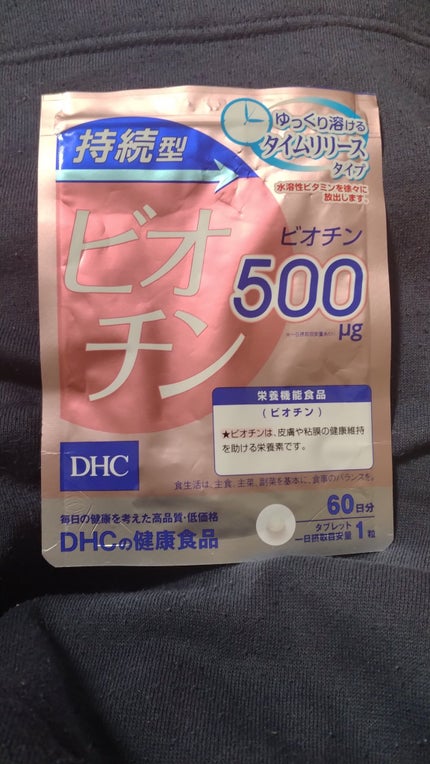 持続型
ゆっくり溶ける
タイムリリース
タイプ
水溶性ビタミンを徐々に
放出します。
ビオ
チン
ビオチン
500
μg
栄養機能食品
(ビオチン)
★ビオチンは、皮膚や粘膜の健康維持
を助ける栄養素です。
DHC
食生活は、主食、主菜、副菜を基本に、食事のバランスを。
毎日の健康を考えた高品質・低価格
DHCの健康食品
60日分
タブレット
一日摂取目安量1粒